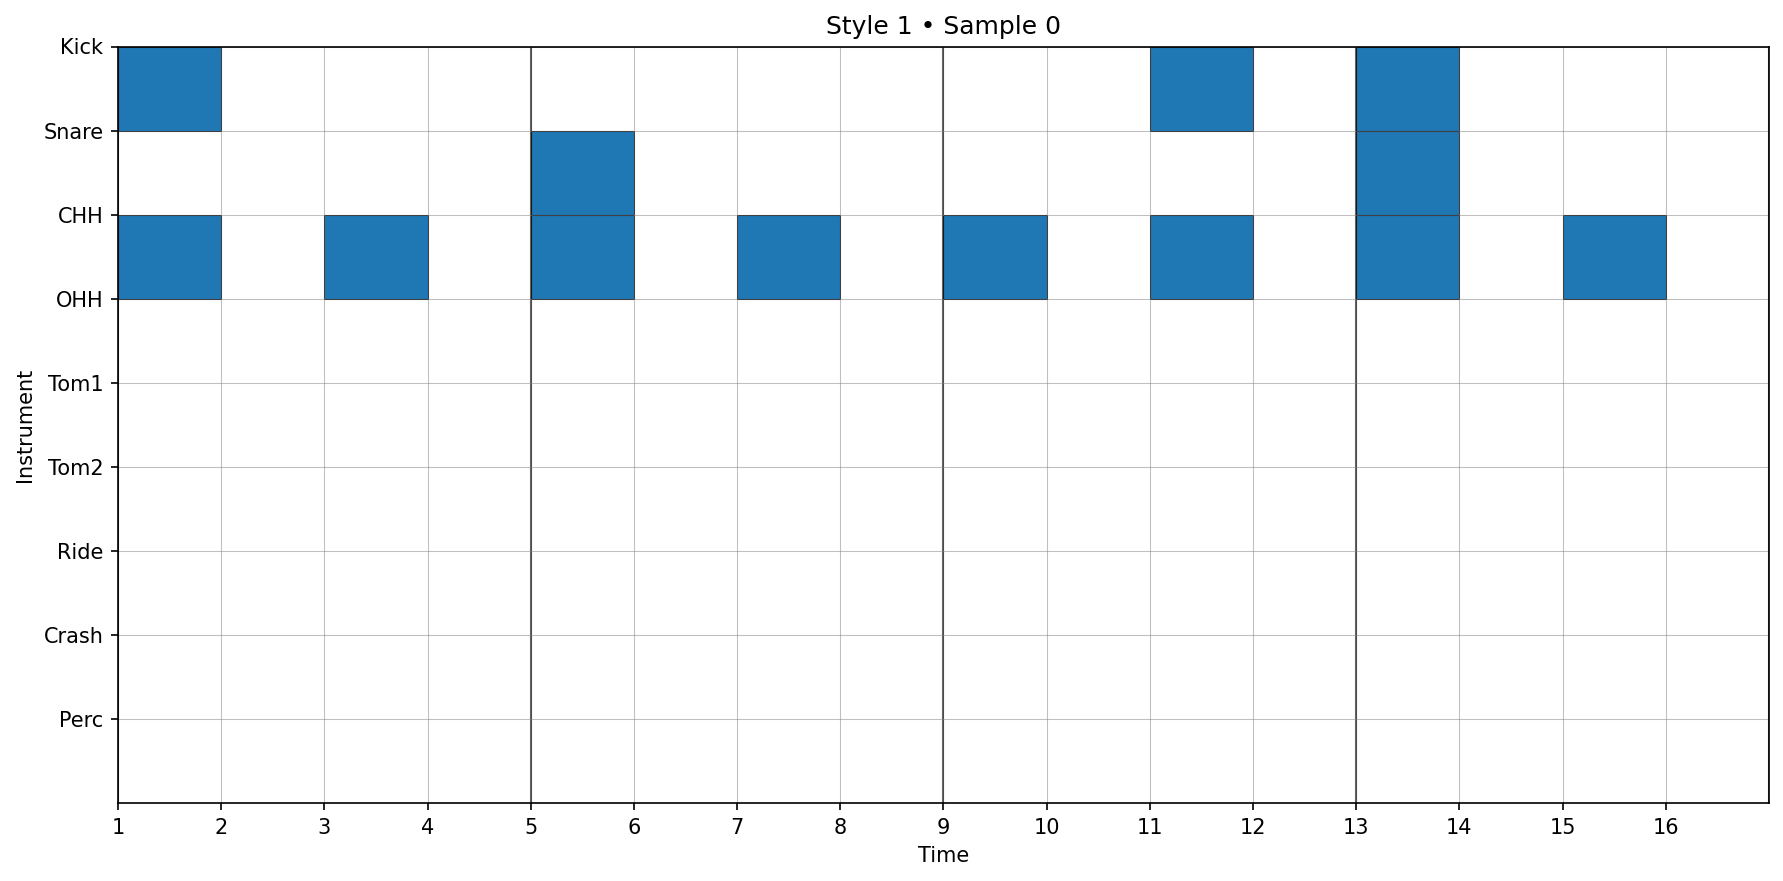 Style 1 • Sample 0
Kick
Snare
CHH
OHH
Tom1
Tom2
Ride
Crash
Perc
Instrument
1 2 3 4 5 6 7 8 9 10 11 12 13 14 15 16
Time